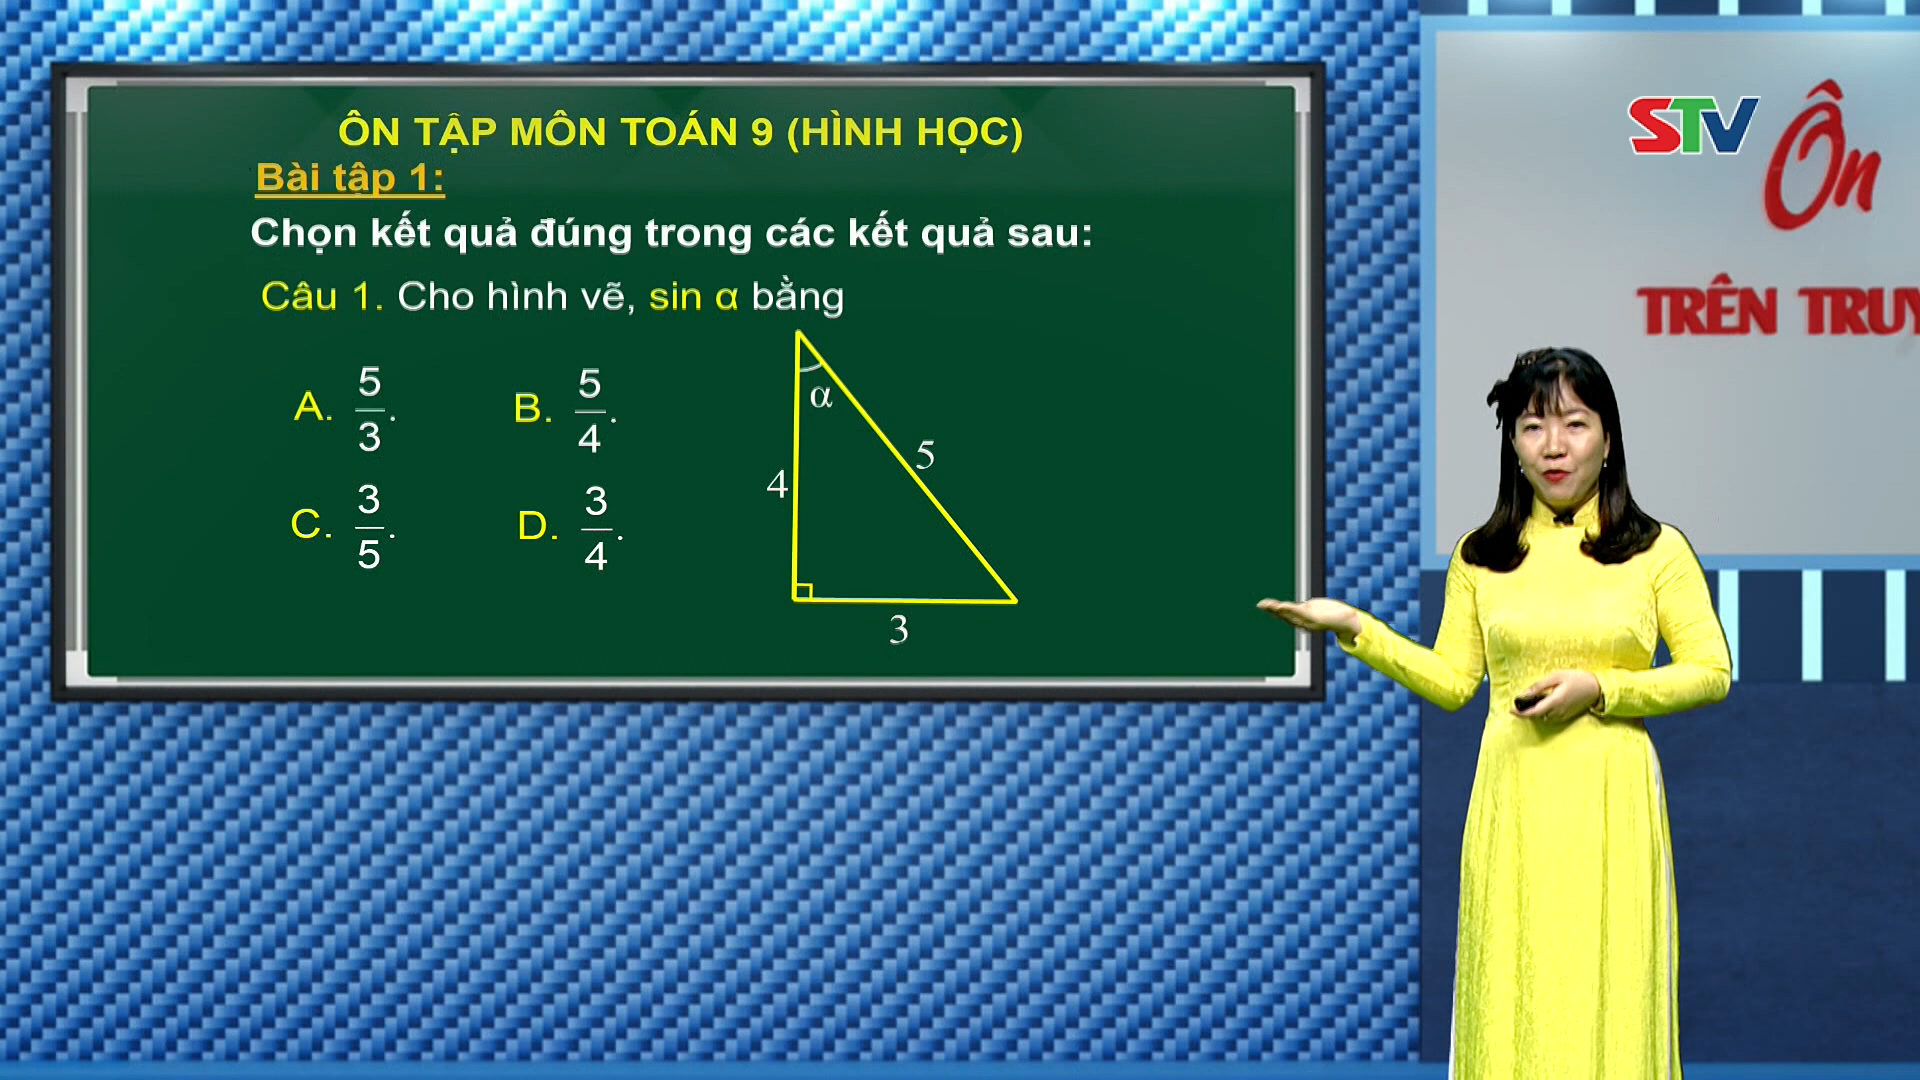 ÔN TẬP MÔN TOÁN 9 (HÌNH HỌC)
Bài tập 1:
Chọn kết quả đúng trong các kết quả sau:
Câu 1. Cho hình vẽ, sin α bằng
A. 5/3. B. 5/4.
C. 3/5. D. 3/4.
α
5
4
3
STV
Ôn
TRÊN TRUY